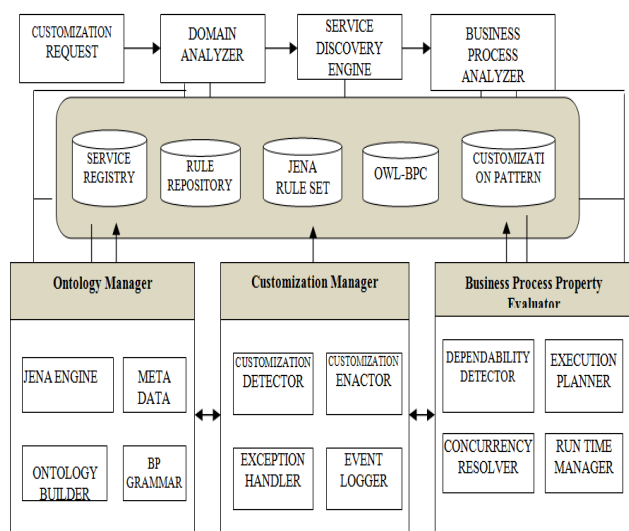 CUSTOMIZATION
REQUEST
DOMAIN
ANALYZER
SERVICE
DISCOVERY
ENGINE
BUSINESS
PROCESS
ANALYZER
SERVICE
REGISTRY
RULE
REPOSITORY
JENA
RULE SET
OWL-BPC
CUSTOMIZATI
ON PATTERN
Ontology Manager
Customization Manager
Business Process Property
Evaluator
JENA ENGINE
META
DATA
ONTOLOGY
BUILDER
BP
GRAMMAR
CUSTOMIZATION
DETECTOR
CUSTOMIZATION
ENACTOR
EXCEPTION
HANDLER
EVENT
LOGGER
DEPENDABILITY
DETECTOR
EXECUTION
PLANNER
CONCURRENCY
RESOLVER
RUN TIME
MANAGER